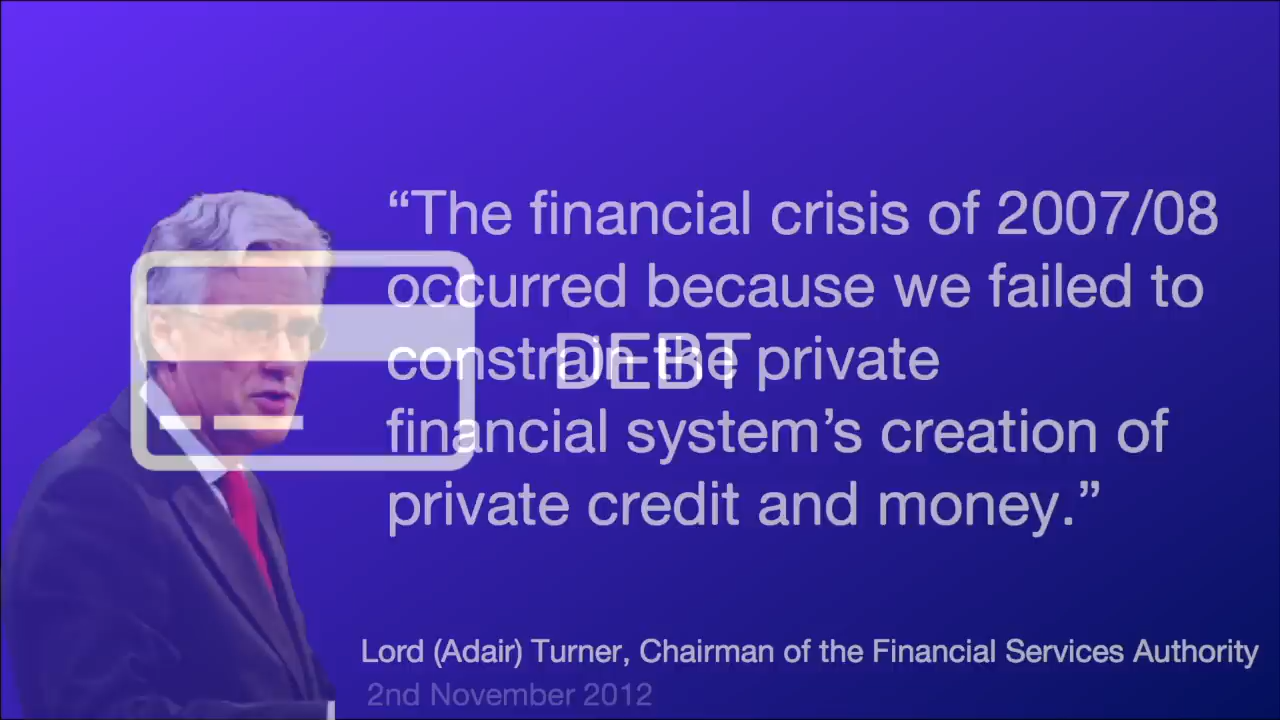 “The financial crisis of 2007/08
occurred because we failed to
constrain the private
DEBT
financial system’s creation of
private credit and money.”
Lord (Adair) Turner, Chairman of the Financial Services Authority
2nd November 2012